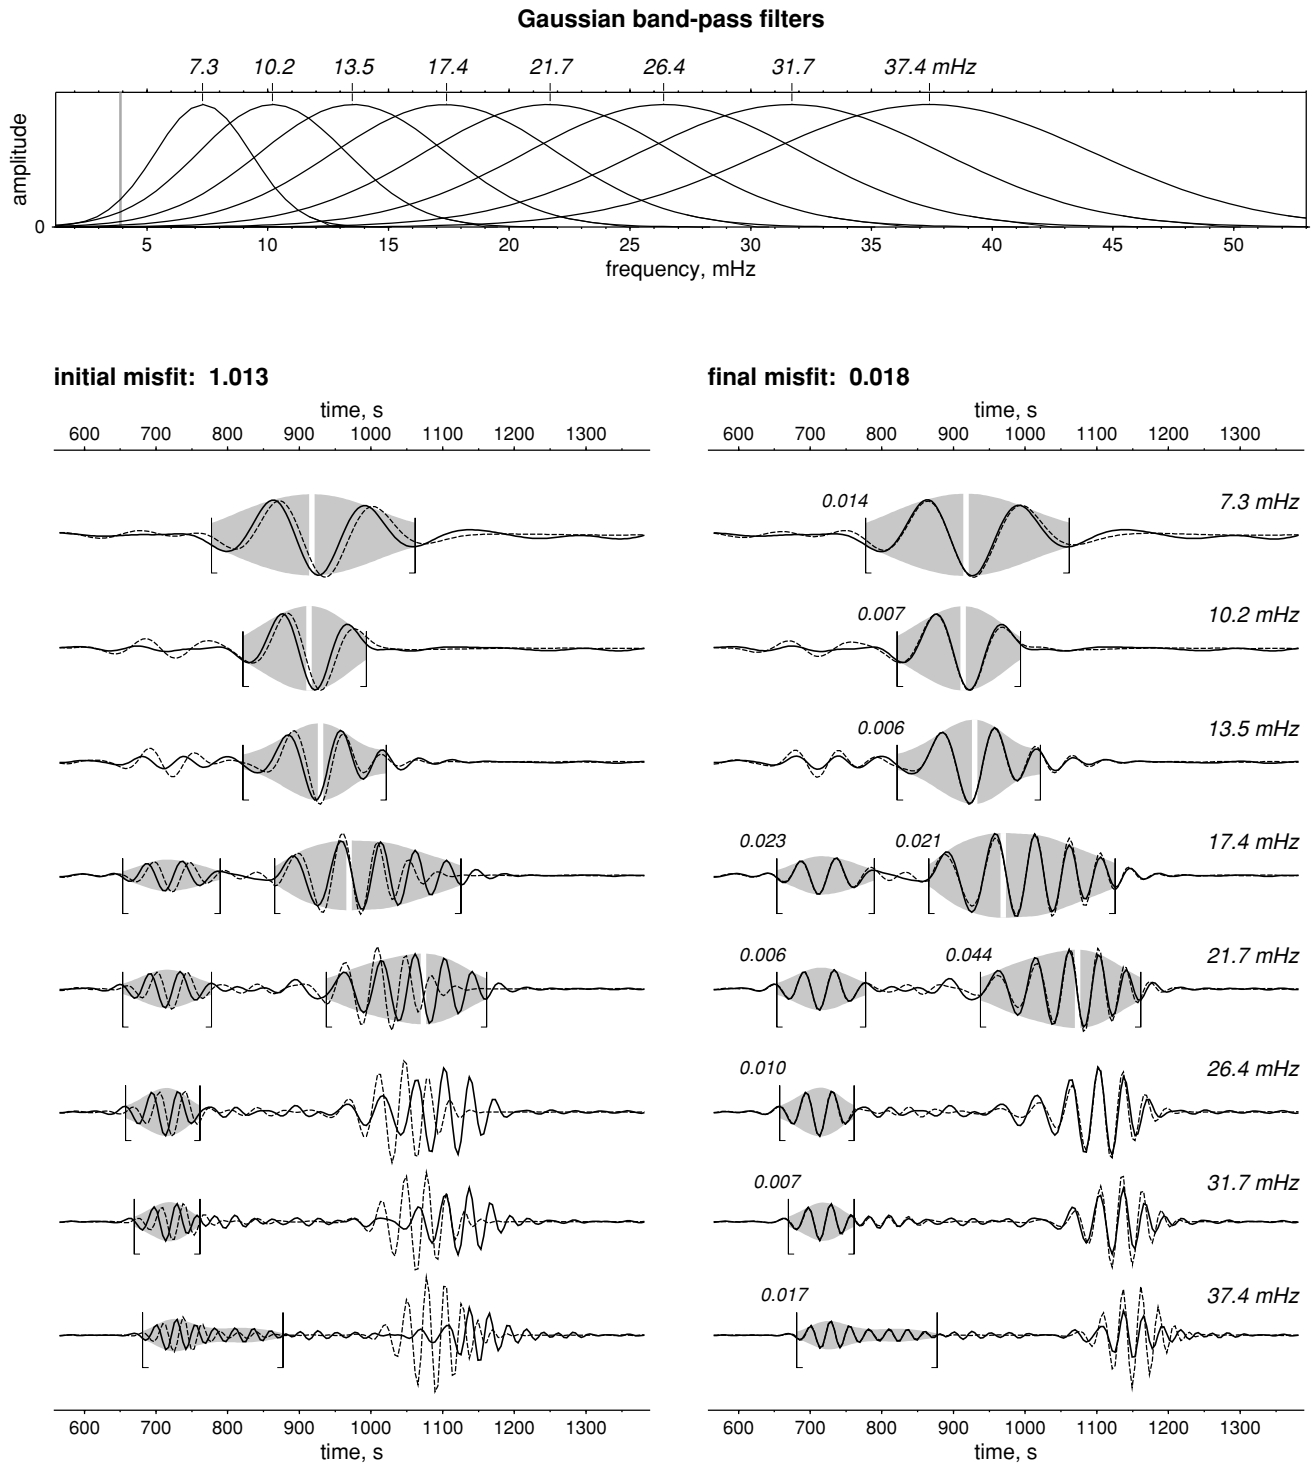 Gaussian band-pass filters
7.3 10.2 13.5 17.4 21.7 26.4 31.7 37.4 mHz
amplitude
0
5 10 15 20 25 30 35 40 45 50
frequency, mHz
initial misfit: 1.013
time, s
600 700 800 900 1000 1100 1200 1300
final misfit: 0.018
time, s
600 700 800 900 1000 1100 1200 1300
0.014 7.3 mHz
0.007 10.2 mHz
0.006 13.5 mHz
0.023 0.021 17.4 mHz
0.006 0.044 21.7 mHz
0.010 26.4 mHz
0.007 31.7 mHz
0.017 37.4 mHz
600 700 800 900 1000 1100 1200 1300
time, s
600 700 800 900 1000 1100 1200 1300
time, s